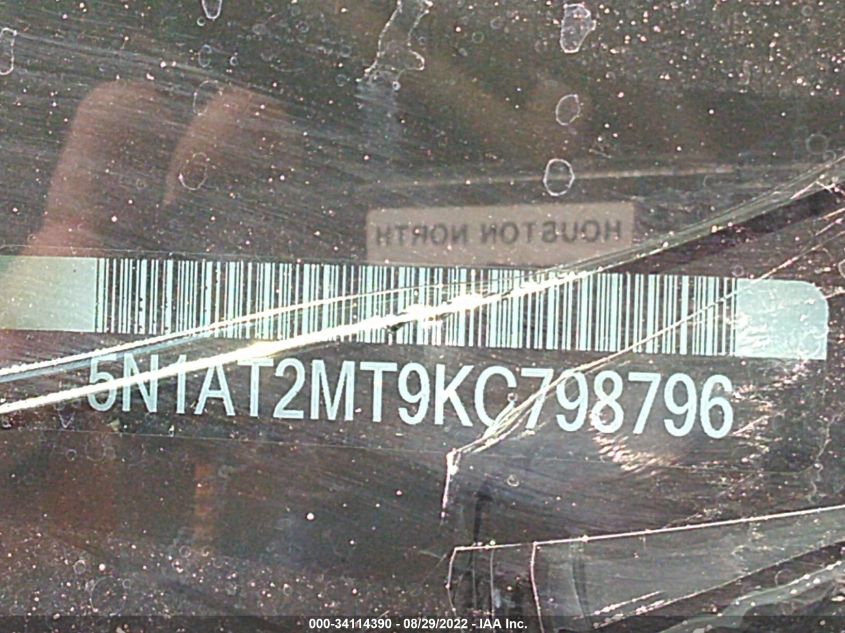 HOUSTON NORTH
5N1AT2MT9KC798796
000-34114390 - 08/29/2022 - IAA Inc.